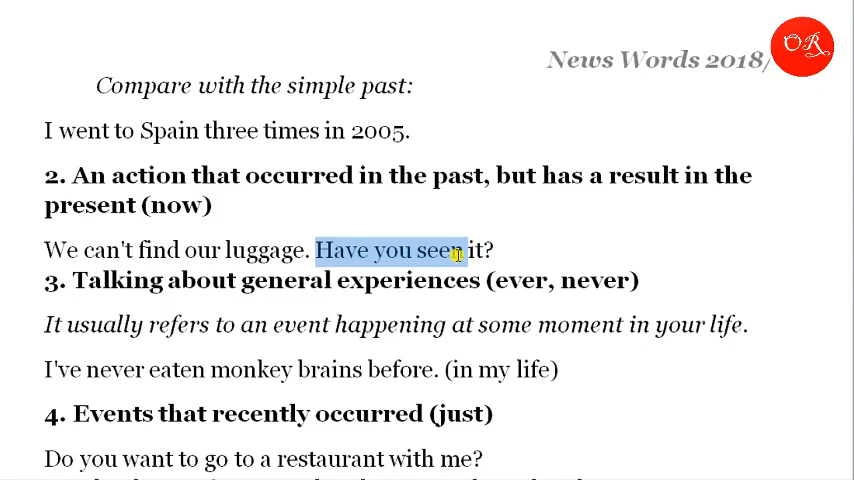 OR
News Words 2018/
Compare with the simple past:
I went to Spain three times in 2005.
2. An action that occurred in the past, but has a result in the
present (now)
We can't find our luggage. Have you seen it?
3. Talking about general experiences (ever, never)
It usually refers to an event happening at some moment in your life.
I've never eaten monkey brains before. (in my life)
4. Events that recently occurred (just)
Do you want to go to a restaurant with me?